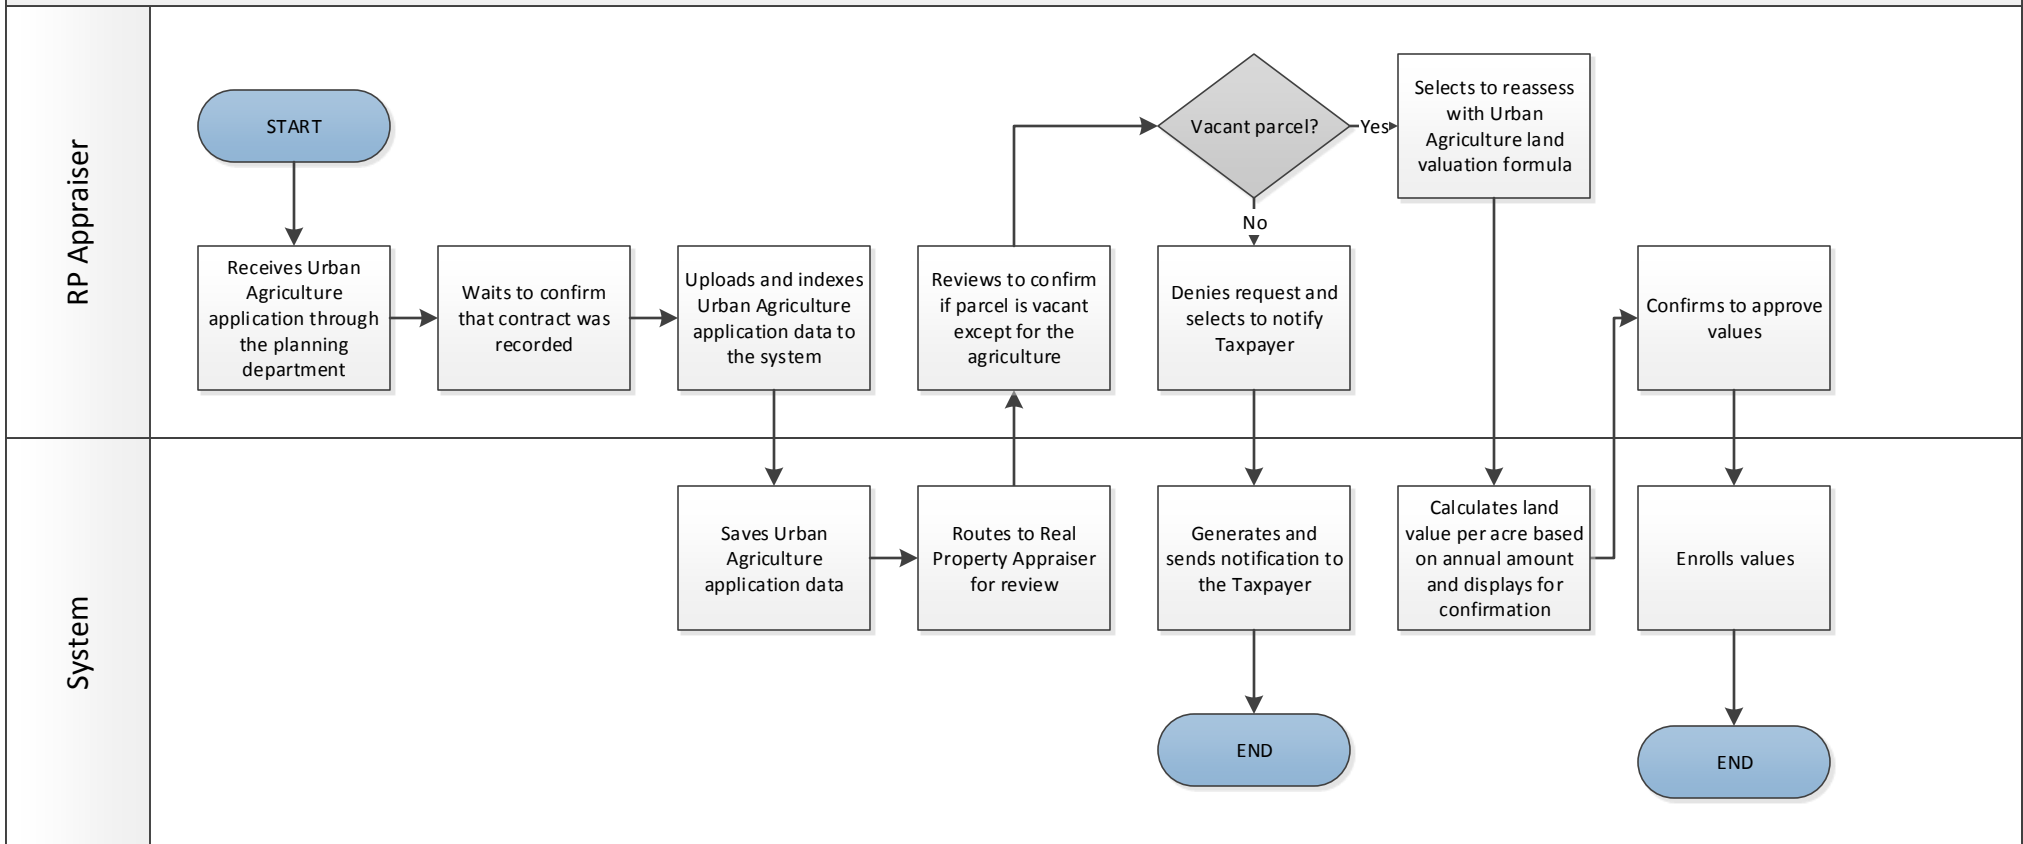 RP Appraiser
START
Receives Urban
Agriculture
application through
the planning
department
Waits to confirm
that contract was
recorded
Uploads and indexes
Urban Agriculture
application data to
the system
Reviews to confirm
if parcel is vacant
except for the
agriculture
Vacant parcel?
Yes
No
Selects to reassess
with Urban
Agriculture land
valuation formula
Denies request and
selects to notify
Taxpayer
Confirms to approve
values
System
Saves Urban
Agriculture
application data
Routes to Real
Property Appraiser
for review
Generates and
sends notification to
the Taxpayer
Calculates land
value per acre based
on annual amount
and displays for
confirmation
Enrolls values
END
END